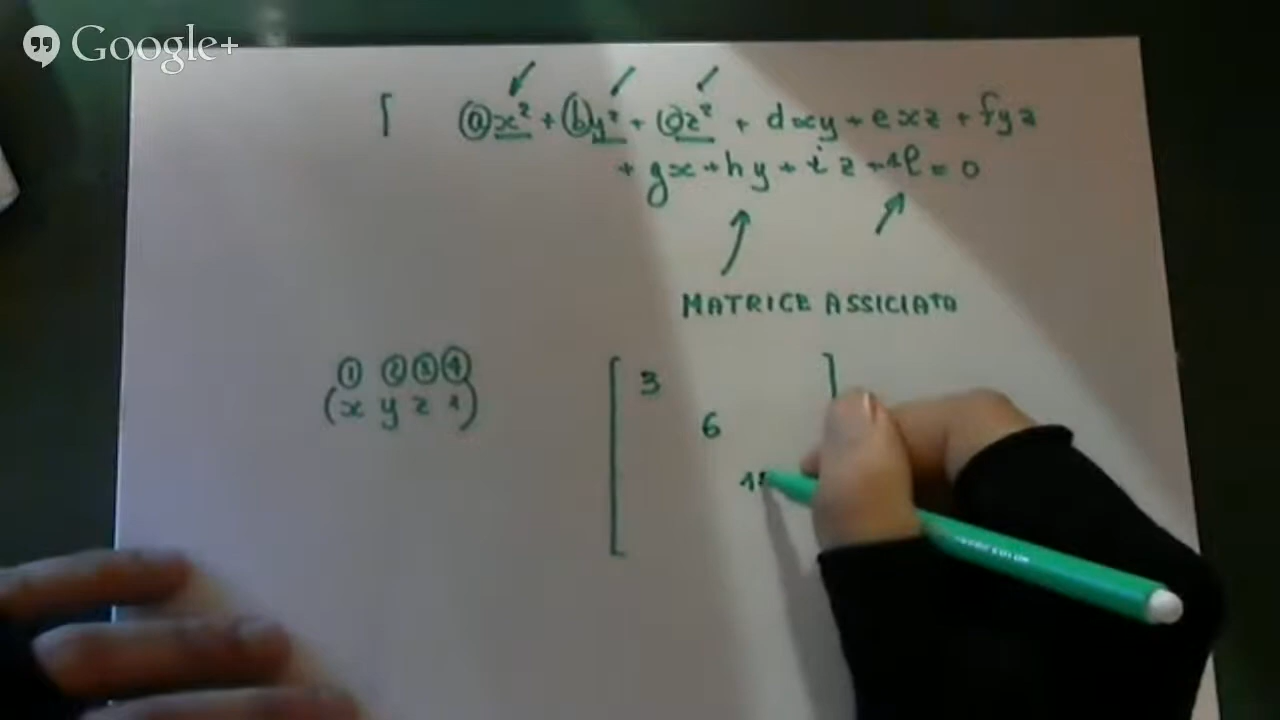 Google+
Γ ax² + by² + cz² + dxy + exz + fyz
+ gx + hy + iz + 1l = 0
MATRICE ASSICIATO
1 2 3 4
(x y z 1)
3
6